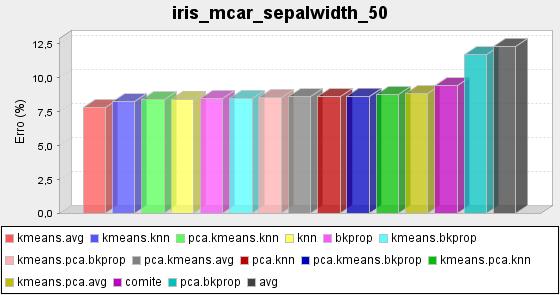 iris_mcar_sepalwidth_50
Erro (%)
12,5
10,0
7,5
5,0
2,5
0,0
kmeans.avg kmeans.knn pca.kmeans.knn knn bkprop kmeans.bkprop
kmeans.pca.bkprop pca.kmeans.avg pca.knn pca.kmeans.bkprop kmeans.pca.knn
kmeans.pca.avg comite pca.bkprop avg